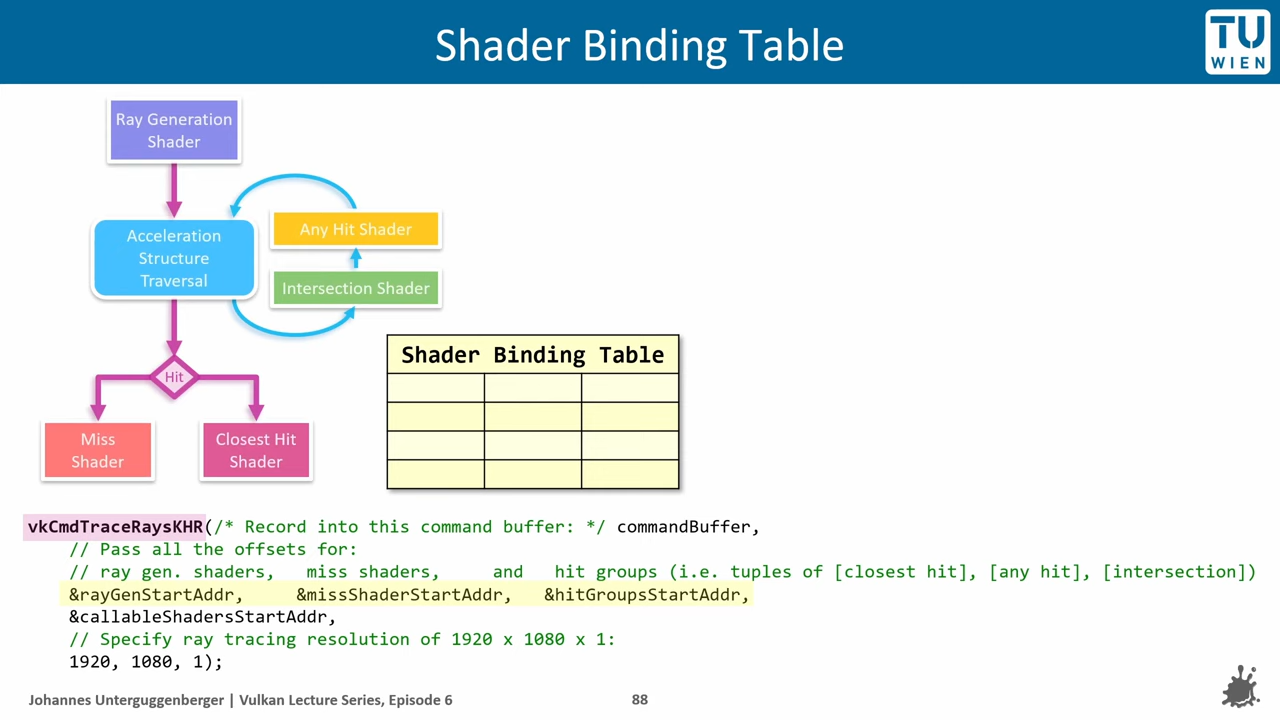 Shader Binding Table
TU
WIEN
Ray Generation
Shader
Acceleration
Structure
Traversal
Any Hit Shader
Intersection Shader
Hit
Miss
Shader
Closest Hit
Shader
Shader Binding Table
vkCmdTraceRaysKHR(/* Record into this command buffer: */ commandBuffer,
// Pass all the offsets for:
// ray gen. shaders, miss shaders, and hit groups (i.e. tuples of [closest hit], [any hit], [intersection])
&rayGenStartAddr, &missShaderStartAddr, &hitGroupsStartAddr,
&callableShadersStartAddr,
// Specify ray tracing resolution of 1920 x 1080 x 1:
1920, 1080, 1);
Johannes Unterguggenberger | Vulkan Lecture Series, Episode 6
88